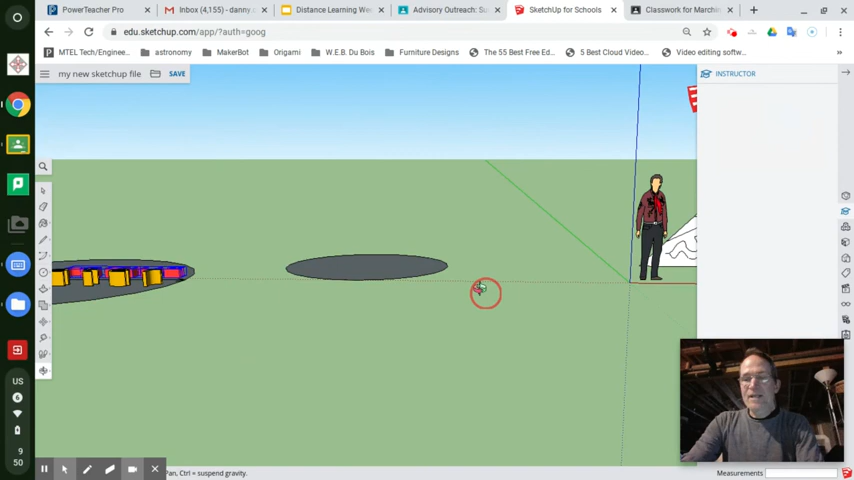 PowerTeacher Pro
Inbox (4,155) - danny.c
Distance Learning We
Advisory Outreach: Su
SketchUp for Schools
Classwork for Marchin
edu.sketchup.com/app/?auth=goog
MTEL Tech/Enginee...
astronomy
MakerBot
Origami
W.E.B. Du Bois
Furniture Designs
The 55 Best Free Ed...
5 Best Cloud Video...
Video editing softw...
my new sketchup file
SAVE
INSTRUCTOR
US
6
9
50
Pan, Ctrl = suspend gravity.
Measurements